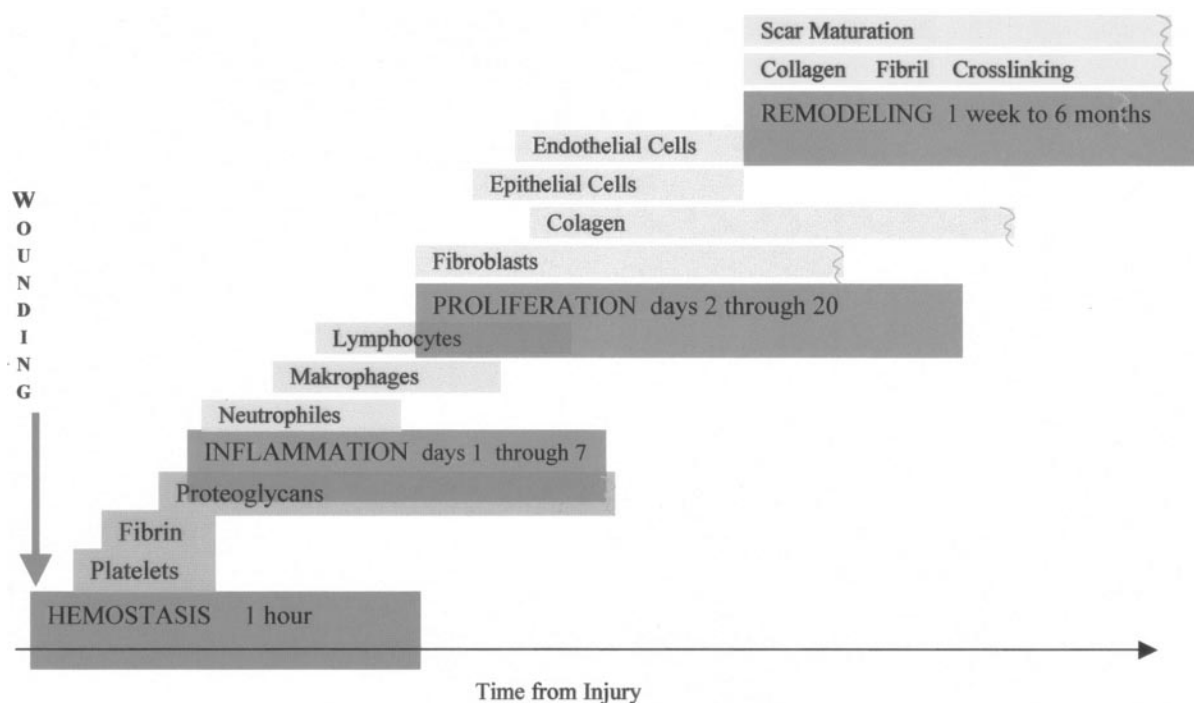 Scar Maturation
Collagen Fibril Crosslinking
REMODELING 1 week to 6 months
Endothelial Cells
Epithelial Cells
Colagen
Fibroblasts
PROLIFERATION days 2 through 20
Lymphocytes
Makrophages
Neutrophiles
INFLAMMATION days 1 through 7
Proteoglycans
Fibrin
Platelets
HEMOSTASIS 1 hour
WOUNDING
Time from Injury